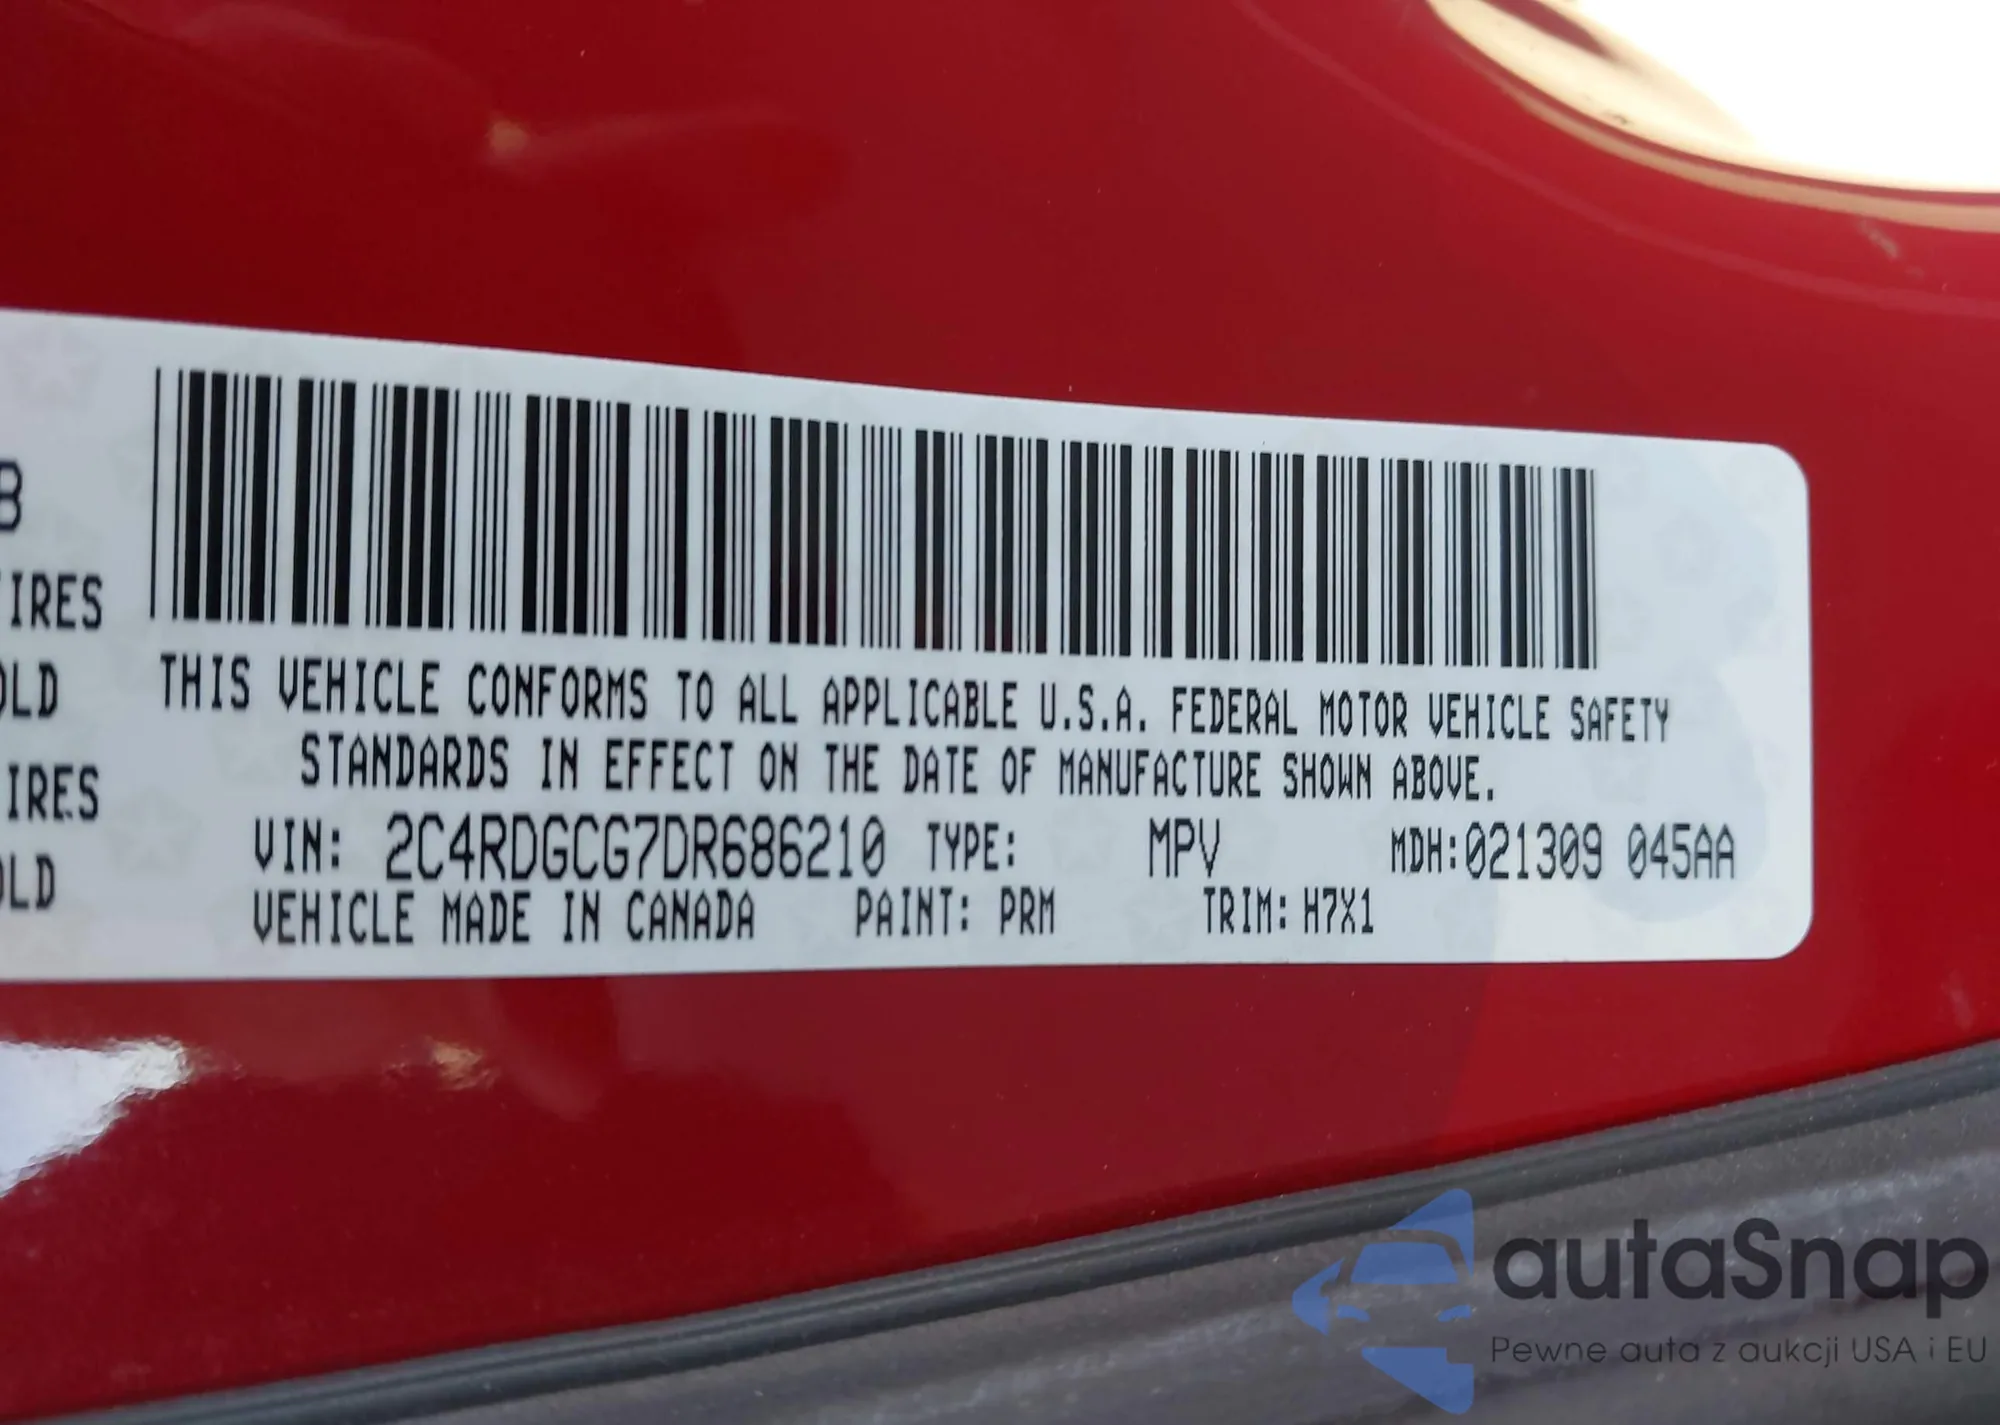 B
IRES
OLD
IRES
OLD
THIS VEHICLE CONFORMS TO ALL APPLICABLE U.S.A. FEDERAL MOTOR VEHICLE SAFETY
STANDARDS IN EFFECT ON THE DATE OF MANUFACTURE SHOWN ABOVE.
VIN: 2C4RDGCG7DR686210 TYPE: MPV MDH:021309 045AA
VEHICLE MADE IN CANADA PAINT: PRM TRIM: H7X1
autaSnap
Pewne auta z aukcji USA i EU